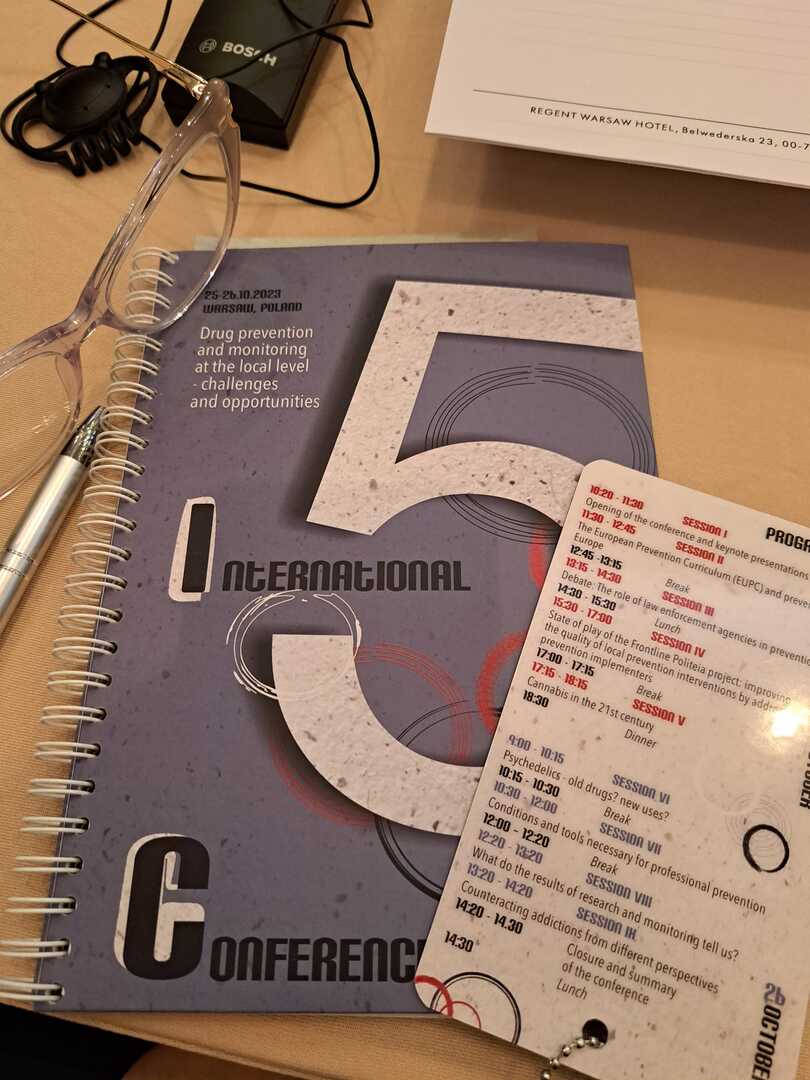 BOSCH
REGENT WARSAW HOTEL, Belwederska 23, 00-7
25-26.10.2023
WARSAW, POLAND
Drug prevention
and monitoring
at the local level
- challenges
and opportunities
5
International
Conference
PROGRA
10:20 - 11:30 SESSION I
Opening of the conference and keynote presentation
11:30 - 12:45 SESSION II
The European Prevention Curriculum (EUPC) and preve
Europe
12:45 -13:15 Break
13:15 - 14:30 SESSION III
Debate: The role of law enforcement agencies in preventio
14:30 - 15:30 Lunch
15:30 - 17:00 SESSION IV
State of play of the Frontline Politeia project: improving
the quality of local prevention interventions by addre
prevention implementers
17:00 - 17:15 Break
17:15 - 18:15 SESSION V
Cannabis in the 21st century
18:30 Dinner
9:00 - 10:15 SESSION VI
Psychedelics - old drugs? new uses?
10:15 - 10:30 Break
10:30 - 12:00 SESSION VII
Conditions and tools necessary for professional prevention
12:00 - 12:20 Break
12:20 - 13:20 SESSION VIII
What do the results of research and monitoring tell us?
13:20 - 14:20 SESSION IX
Counteracting addictions from different perspectives
14:20 - 14.30 Closure and summary
of the conference
14:30 Lunch
26 OCTOBER